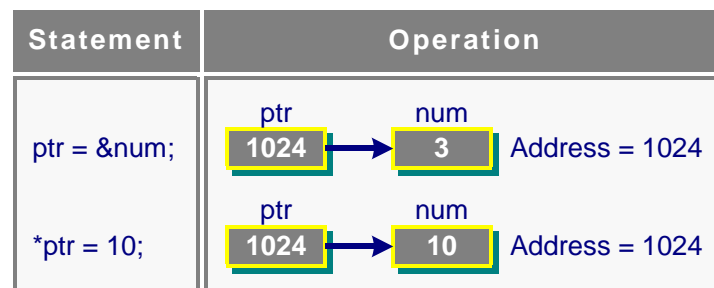 Statement Operation
ptr num
ptr = &num; 1024 3 Address = 1024
ptr num
*ptr = 10; 1024 10 Address = 1024